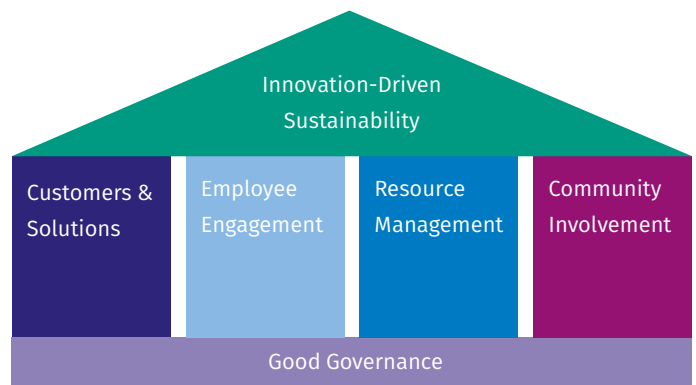 Innovation-Driven
Sustainability
Customers &
Solutions
Employee
Engagement
Resource
Management
Community
Involvement
Good Governance